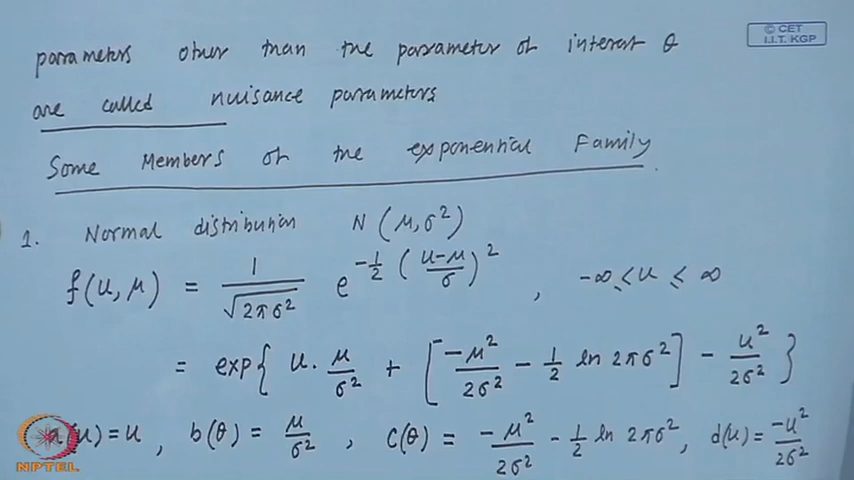 © CET
I.I.T. KGP
parameters other than the parameter of interest θ
are called nuisance parameters
Some Members of the exponential Family.
1. Normal distribution N(μ, σ²)
f(u, μ) = 1/√(2πσ²) e^{-1/2 ((u-μ)/σ)²}, -∞ ≤ u ≤ ∞
= exp{ u · μ/σ² + [ -μ²/2σ² - 1/2 ln 2πσ² ] - u²/2σ² }
a(u) = u, b(θ) = μ/σ², c(θ) = -μ²/2σ² - 1/2 ln 2πσ², d(u) = -u²/2σ²
NPTEL